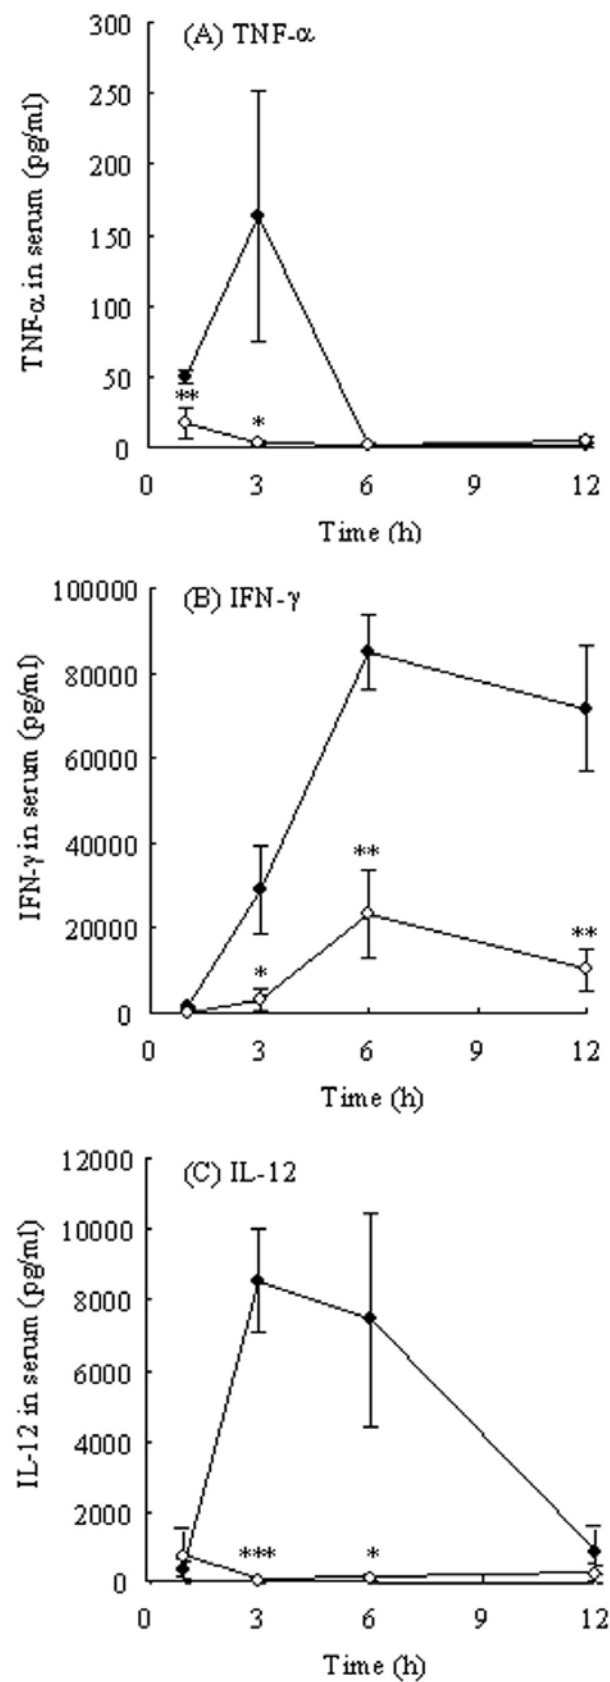 (A) TNF-α
TNF-α in serum (pg/ml)
300
250
200
150
100
50
0
**
*
0 3 6 9 12
Time (h)
(B) IFN-γ
IFN-γ in serum (pg/ml)
100000
80000
60000
40000
20000
0
**
**
*
0 3 6 9 12
Time (h)
(C) IL-12
IL-12 in serum (pg/ml)
12000
10000
8000
6000
4000
2000
0
*** *
0 3 6 9 12
Time (h)